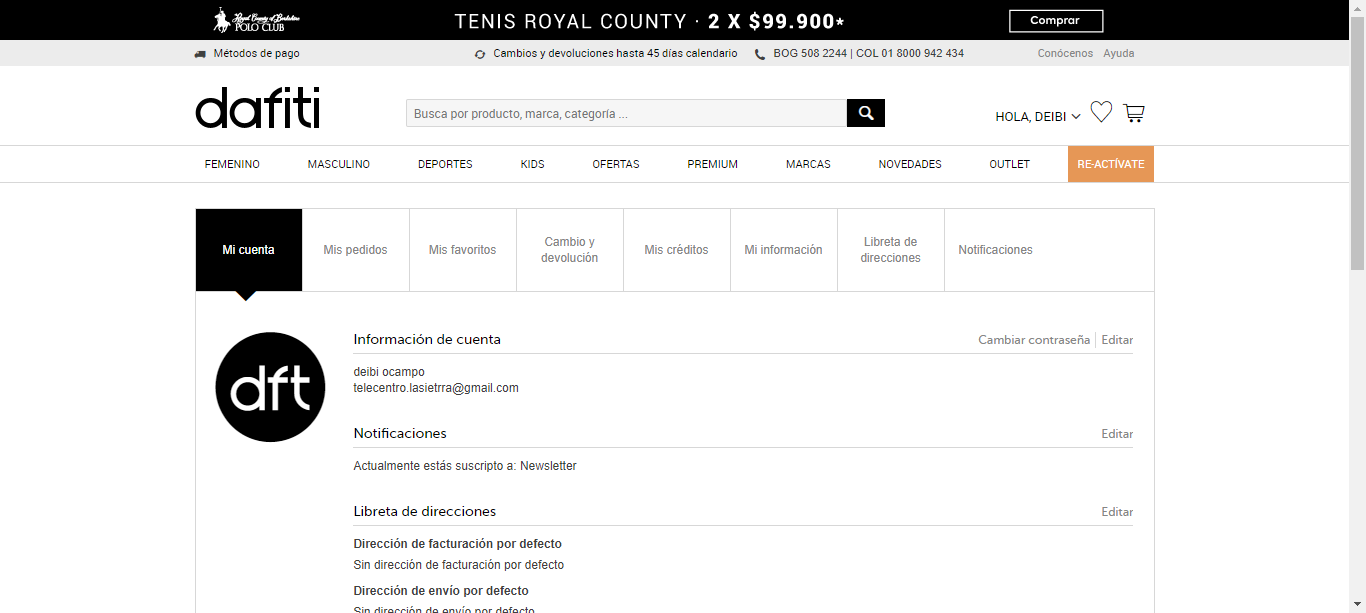 Royal County of Berkshire
POLO CLUB
TENIS ROYAL COUNTY · 2 X $99.900*
Comprar
Métodos de pago
Cambios y devoluciones hasta 45 días calendario
BOG 508 2244 | COL 01 8000 942 434
Conócenos Ayuda
dafiti
Busca por producto, marca, categoría ...
HOLA, DEIBI
FEMENINO MASCULINO DEPORTES KIDS OFERTAS PREMIUM MARCAS NOVEDADES OUTLET RE-ACTÍVATE
Mi cuenta
Mis pedidos
Mis favoritos
Cambio y
devolución
Mis créditos
Mi información
Libreta de
direcciones
Notificaciones
dft
Información de cuenta
Cambiar contraseña | Editar
deibi ocampo
telecentro.lasietrra@gmail.com
Notificaciones
Editar
Actualmente estás suscripto a: Newsletter
Libreta de direcciones
Editar
Dirección de facturación por defecto
Sin dirección de facturación por defecto
Dirección de envío por defecto
Sin dirección de envío por defecto